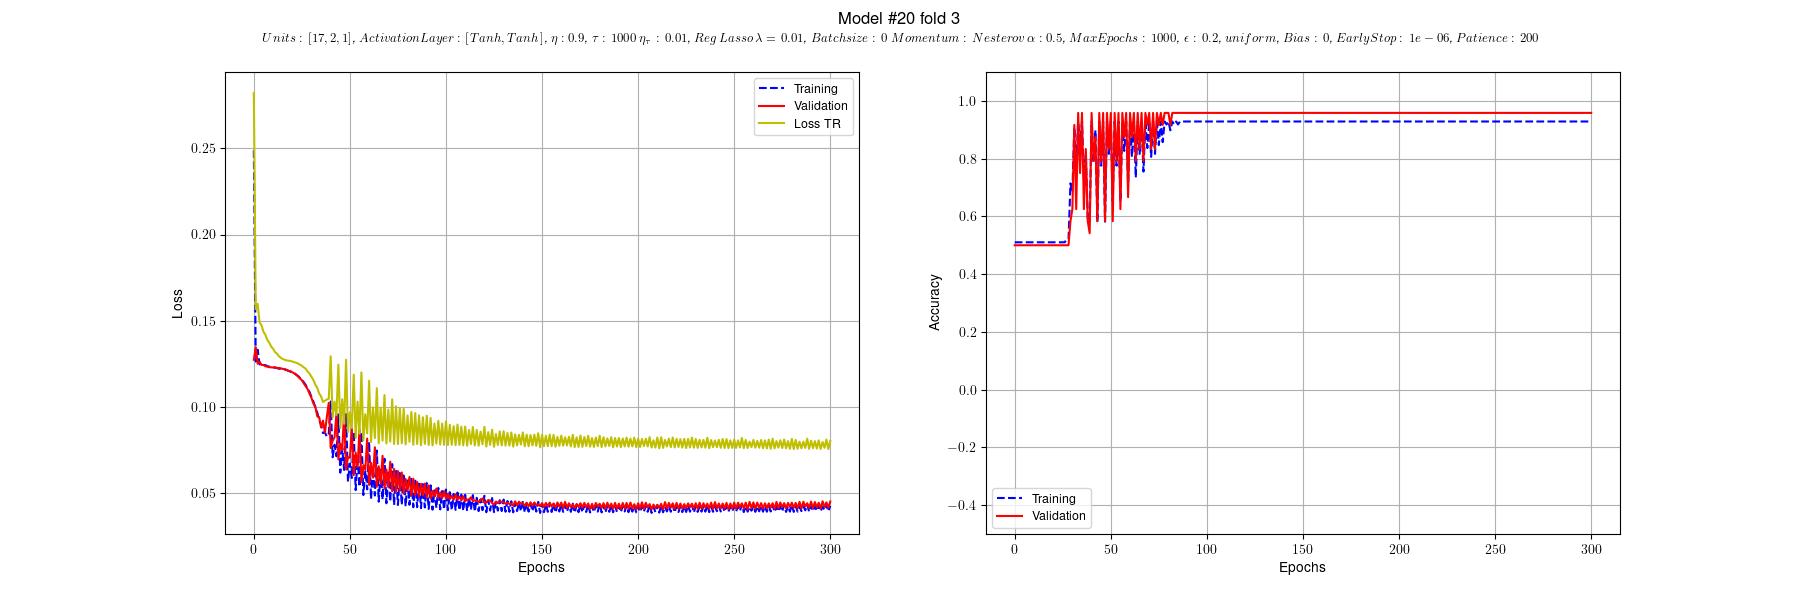 Model #20 fold 3
Units : [17, 2, 1], ActivationLayer : [Tanh, Tanh], η : 0.9, τ : 1000 η_τ : 0.01, Reg Lasso λ = 0.01, Batchsize : 0 Momentum : Nesterov α : 0.5, MaxEpochs : 1000, ϵ : 0.2, uniform, Bias : 0, EarlyStop : 1e − 06, Patience : 200
Loss
0.25
0.20
0.15
0.10
0.05
Training
Validation
Loss TR
0 50 100 150 200 250 300
Epochs
Accuracy
1.0
0.8
0.6
0.4
0.2
0.0
−0.2
−0.4
Training
Validation
0 50 100 150 200 250 300
Epochs